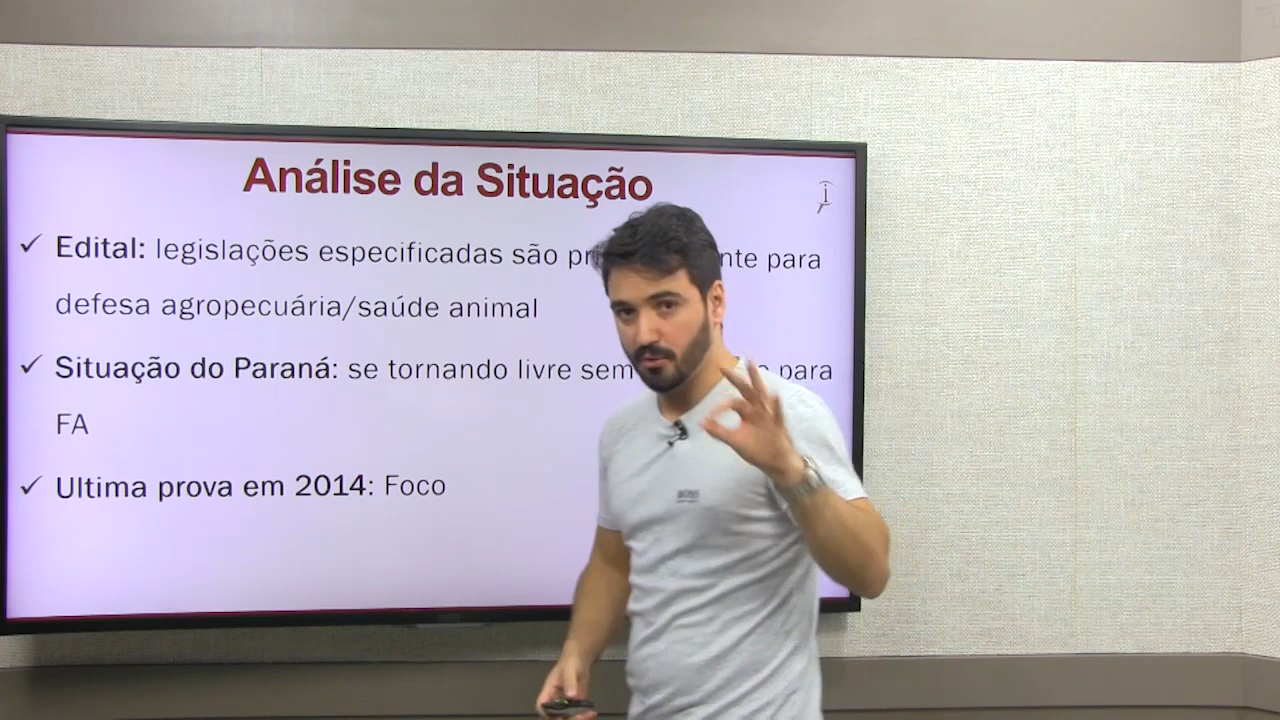 Análise da Situação
Edital: legislações especificadas são para
defesa agropecuária/saúde animal
Situação do Paraná: se tornando livre sem para
FA
Ultima prova em 2014: Foco
BOSS